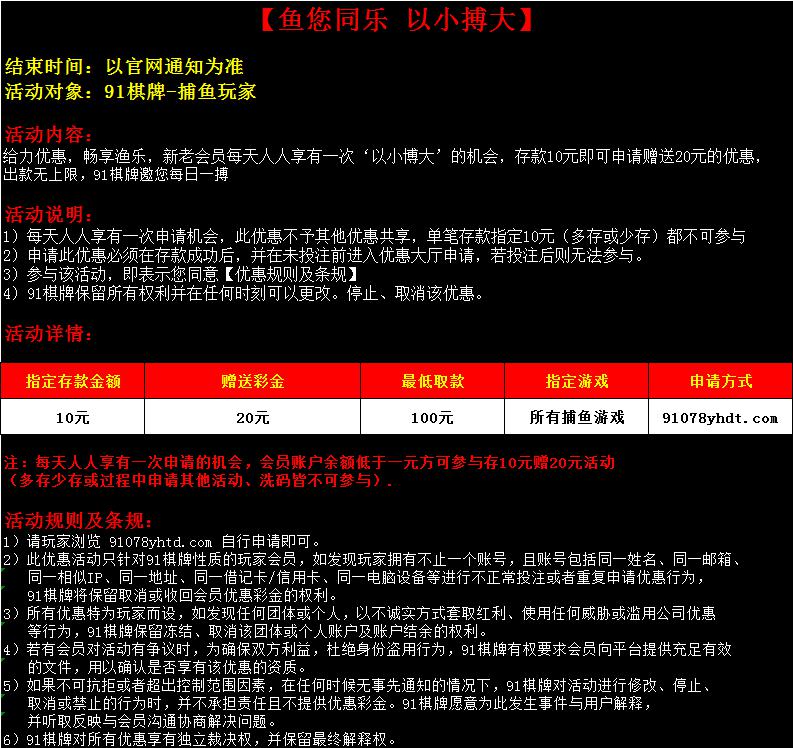 【鱼您同乐 以小搏大】
结束时间：以官网通知为准
活动对象：91棋牌-捕鱼玩家
活动内容：
给力优惠，畅享渔乐，新老会员每天人人享有一次‘以小博大’的机会，存款10元即可申请赠送20元的优惠，
出款无上限，91棋牌邀您每日一搏
活动说明：
1）每天人人享有一次申请机会，此优惠不予其他优惠共享，单笔存款指定10元（多存或少存）都不可参与
2）申请此优惠必须在存款成功后，并在未投注前进入优惠大厅申请，若投注后则无法参与。
3）参与该活动，即表示您同意【优惠规则及条规】
4）91棋牌保留所有权利并在任何时刻可以更改。停止、取消该优惠。
活动详情：
指定存款金额 赠送彩金 最低取款 指定游戏 申请方式
10元 20元 100元 所有捕鱼游戏 91078yhdt.com
注：每天人人享有一次申请的机会，会员账户余额低于一元方可参与存10元赠20元活动
（多存少存或过程中申请其他活动、洗码皆不可参与）.
活动规则及条规：
1）请玩家浏览 91078yhtd.com 自行申请即可。
2）此优惠活动只针对91棋牌性质的玩家会员，如发现玩家拥有不止一个账号，且账号包括同一姓名、同一邮箱、
同一相似IP、同一地址、同一借记卡/信用卡、同一电脑设备等进行不正常投注或者重复申请优惠行为，
91棋牌将保留取消或收回会员优惠彩金的权利。
3）所有优惠特为玩家而设，如发现任何团体或个人，以不诚实方式套取红利、使用任何威胁或滥用公司优惠
等行为，91棋牌保留冻结、取消该团体或个人账户及账户结余的权利。
4）若有会员对活动有争议时，为确保双方利益，杜绝身份盗用行为，91棋牌有权要求会员向平台提供充足有效
的文件，用以确认是否享有该优惠的资质。
5）如果不可抗拒或者超出控制范围因素，在任何时候无事先通知的情况下，91棋牌对活动进行修改、停止、
取消或禁止的行为时，并不承担责任且不提供优惠彩金。91棋牌愿意为此发生事件与用户解释，
并听取反映与会员沟通协商解决问题。
6）91棋牌对所有优惠享有独立裁决权，并保留最终解释权。